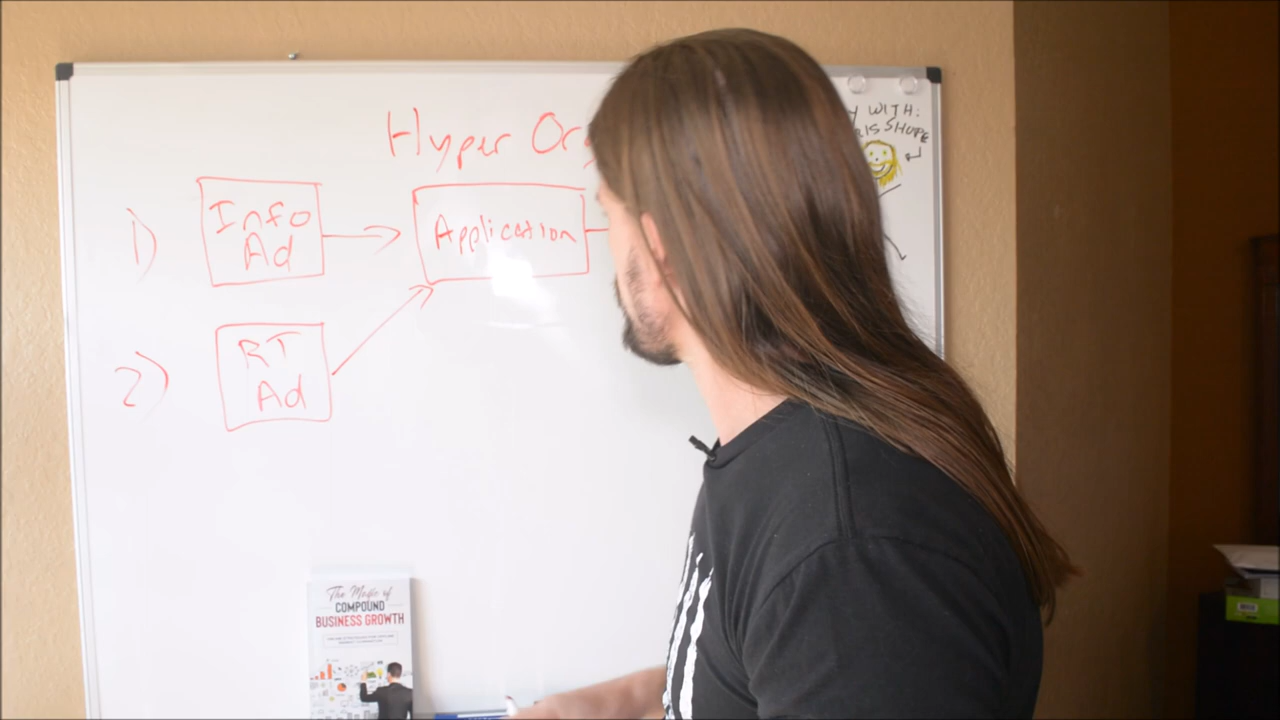 Hyper Or
Y WITH:
RIS SHUPE
1)
Info
Ad
Application
2)
RT
Ad
The Magic of
COMPOUND
BUSINESS GROWTH